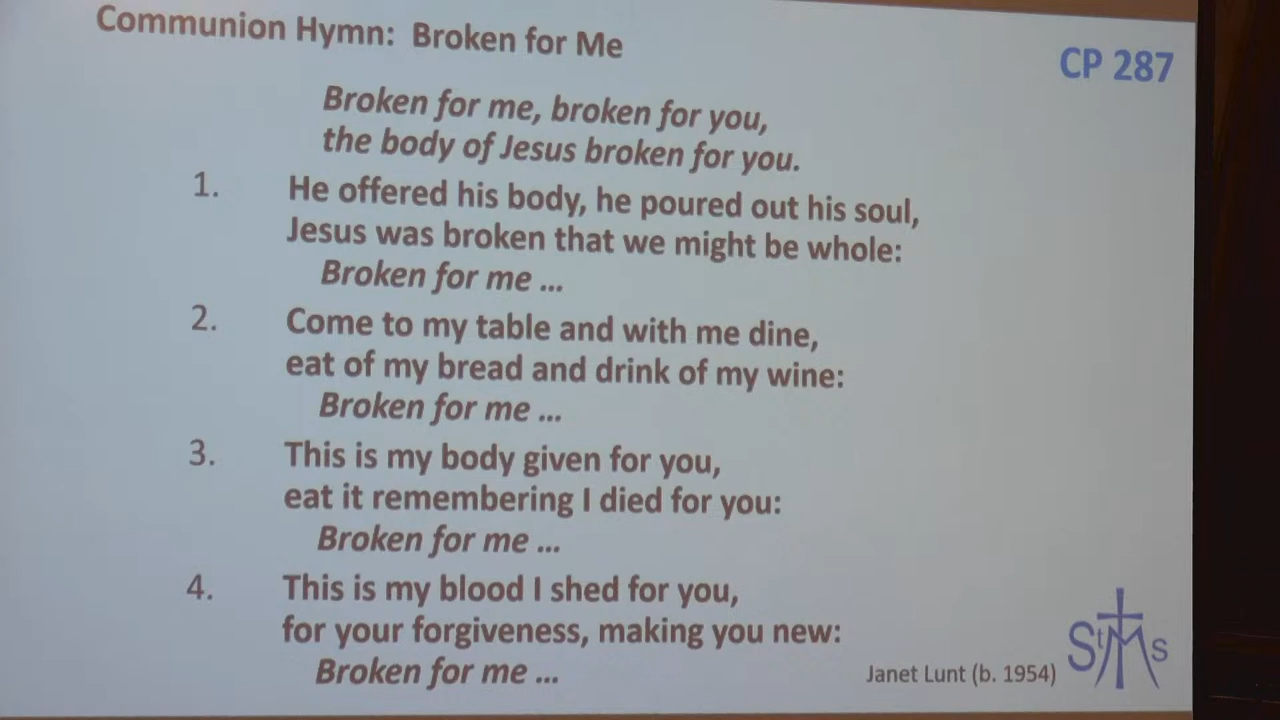 Communion Hymn: Broken for Me
CP 287
Broken for me, broken for you,
the body of Jesus broken for you.
1. He offered his body, he poured out his soul,
Jesus was broken that we might be whole:
Broken for me ...
2. Come to my table and with me dine,
eat of my bread and drink of my wine:
Broken for me ...
3. This is my body given for you,
eat it remembering I died for you:
Broken for me ...
4. This is my blood I shed for you,
for your forgiveness, making you new:
Broken for me ...
Janet Lunt (b. 1954)
St Ms